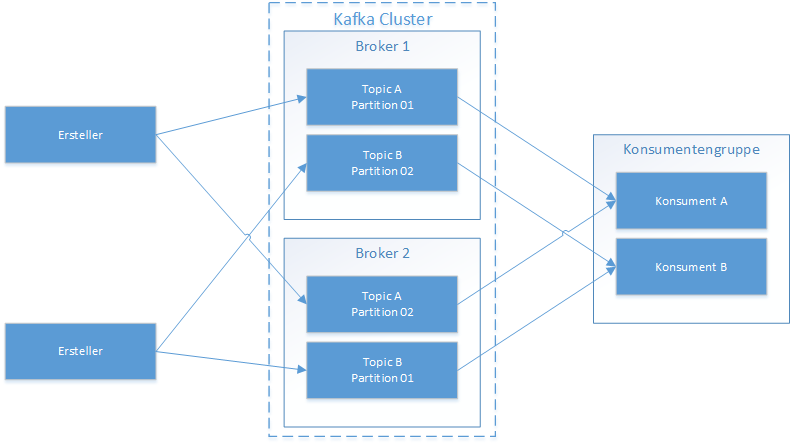 Kafka Cluster
Broker 1
Topic A
Partition 01
Topic B
Partition 02
Broker 2
Topic A
Partition 02
Topic B
Partition 01
Ersteller
Ersteller
Konsumentengruppe
Konsument A
Konsument B